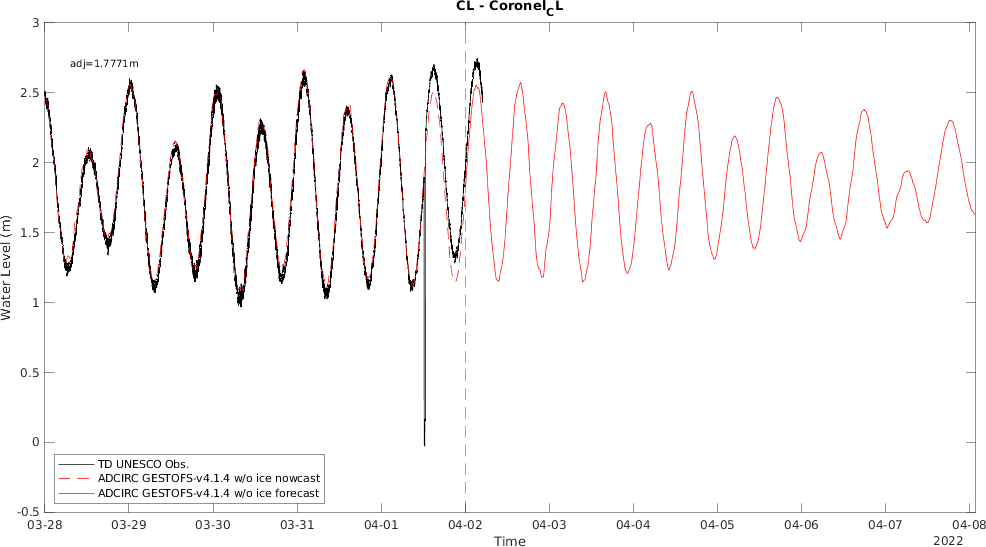 CL - Coronel_CL
adj=1.7771m
3
2.5
2
1.5
1
0.5
0
-0.5
Water Level (m)
TD UNESCO Obs.
ADCIRC GESTOFS-v4.1.4 w/o ice nowcast
ADCIRC GESTOFS-v4.1.4 w/o ice forecast
03-28 03-29 03-30 03-31 04-01 04-02 04-03 04-04 04-05 04-06 04-07 04-08
Time
2022